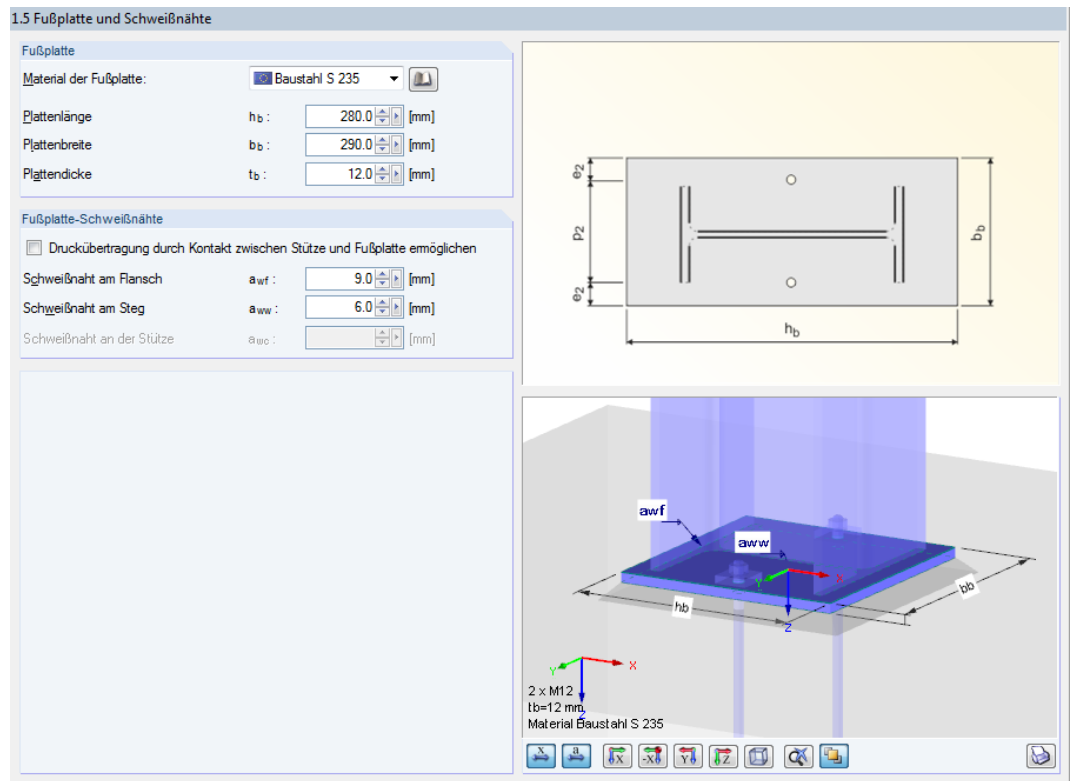 1.5 Fußplatte und Schweißnähte
Fußplatte
Material der Fußplatte: Baustahl S 235
Plattenlänge hb : 280.0 [mm]
Plattenbreite bb : 290.0 [mm]
Plattendicke tb : 12.0 [mm]
Fußplatte-Schweißnähte
Druckübertragung durch Kontakt zwischen Stütze und Fußplatte ermöglichen
Schweißnaht am Flansch awf : 9.0 [mm]
Schweißnaht am Steg aww : 6.0 [mm]
Schweißnaht an der Stütze awc : [mm]
e2
p2
e2
bb
hb
awf
aww
X
Y
Z
hb
bb
X
Y
Z
2 x M12
tb=12 mm
Material Baustahl S 235
x
a
X
-X
Y
Z